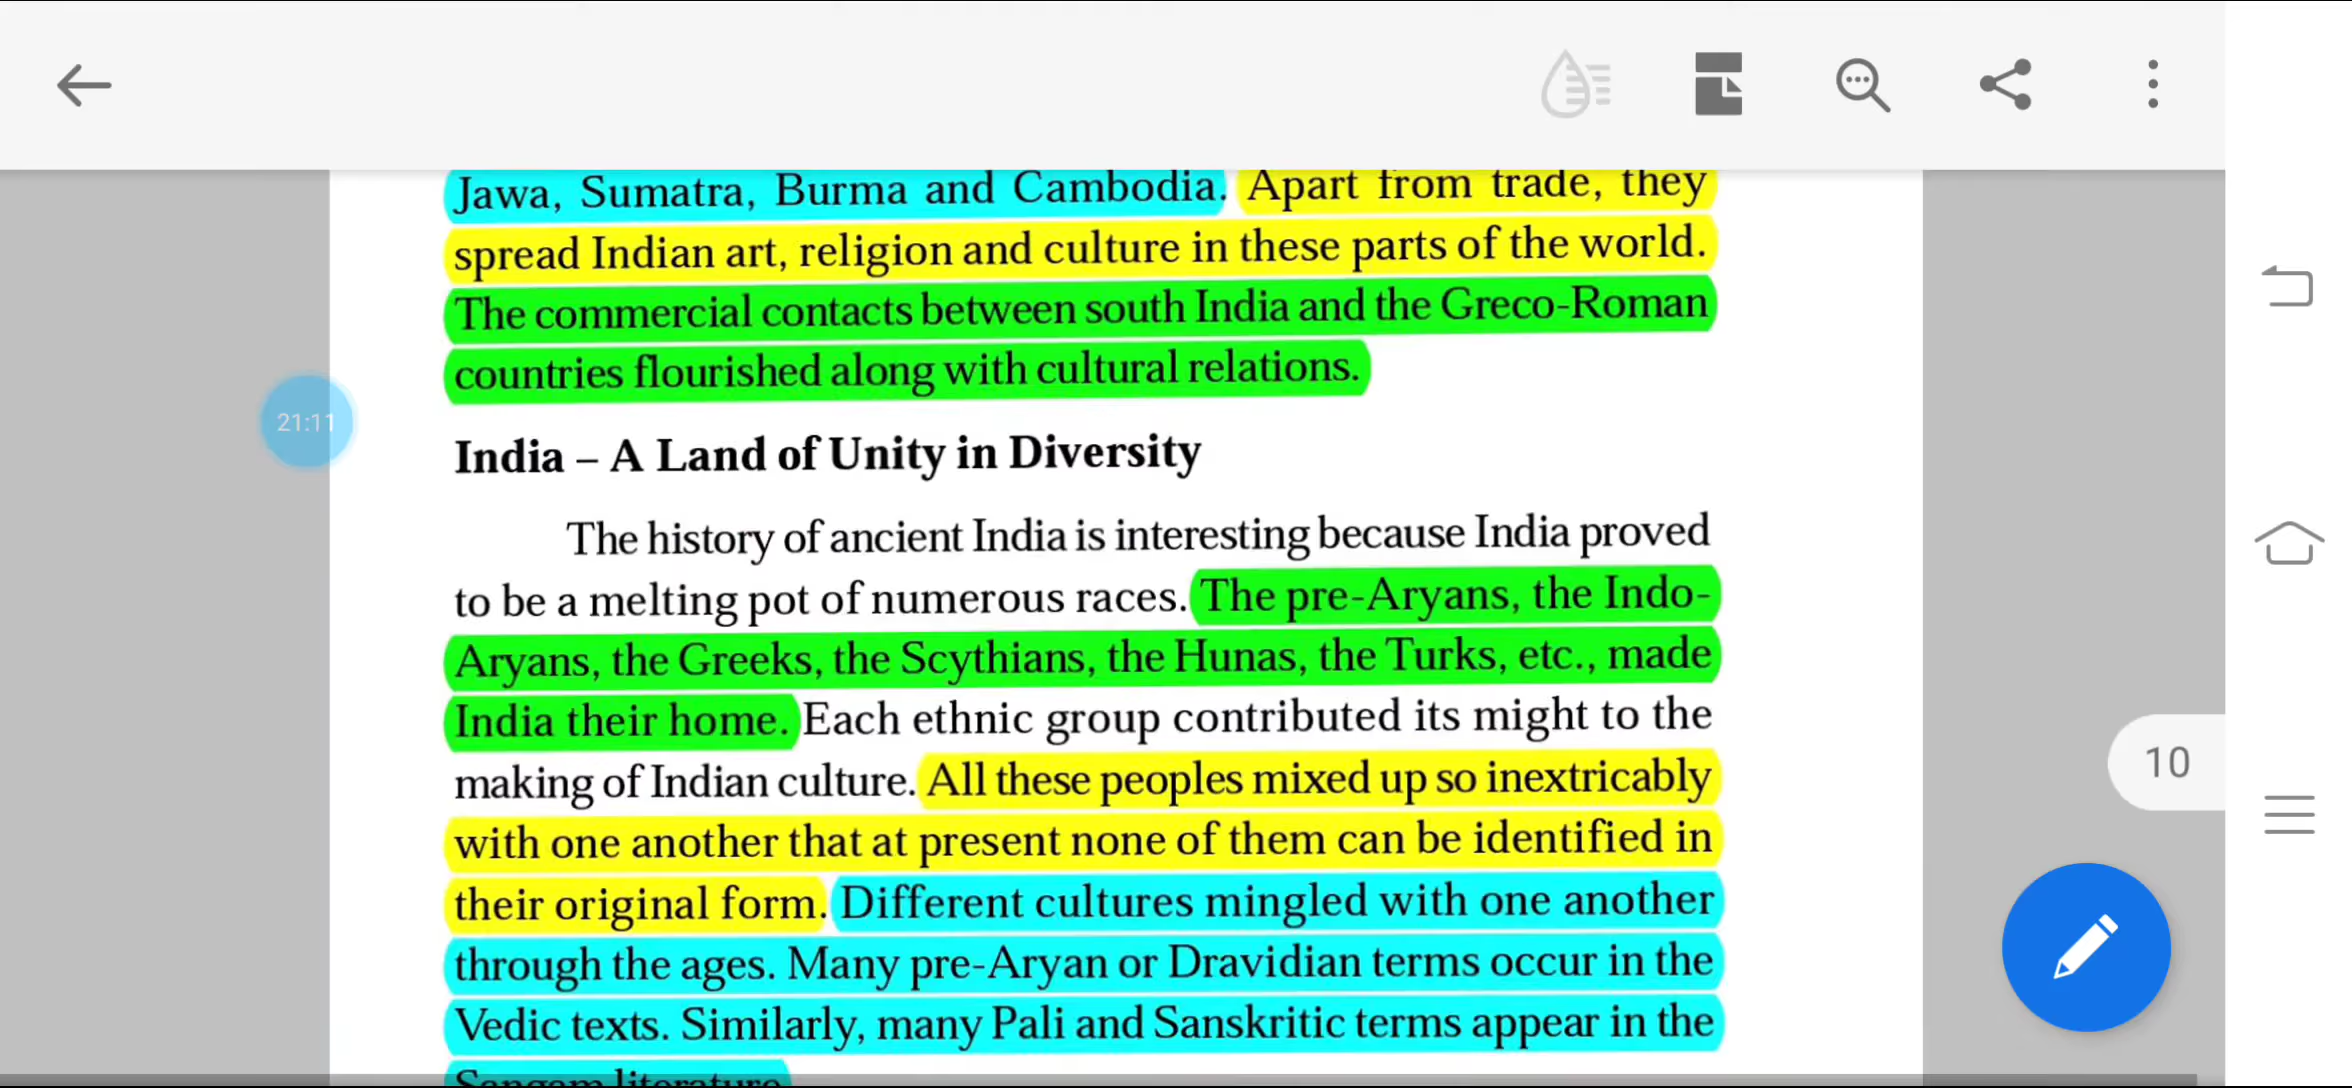 Jawa, Sumatra, Burma and Cambodia. Apart from trade, they
spread Indian art, religion and culture in these parts of the world.
The commercial contacts between south India and the Greco-Roman
countries flourished along with cultural relations.
21:11
India – A Land of Unity in Diversity
The history of ancient India is interesting because India proved
to be a melting pot of numerous races. The pre-Aryans, the Indo-
Aryans, the Greeks, the Scythians, the Hunas, the Turks, etc., made
India their home. Each ethnic group contributed its might to the
10
making of Indian culture. All these peoples mixed up so inextricably
with one another that at present none of them can be identified in
their original form. Different cultures mingled with one another
through the ages. Many pre-Aryan or Dravidian terms occur in the
Vedic texts. Similarly, many Pali and Sanskritic terms appear in the
Sangam literature.